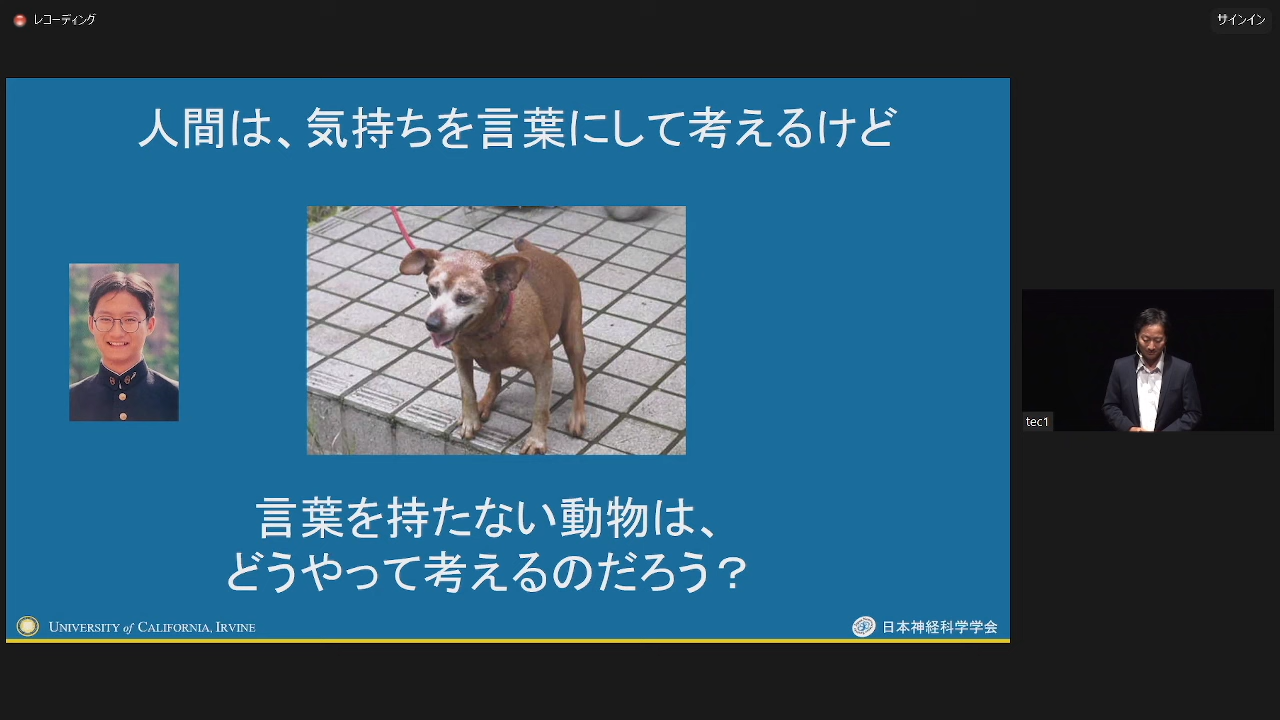 レコーディング
サインイン
人間は、気持ちを言葉にして考えるけど
言葉を持たない動物は、
どうやって考えるのだろう？
UNIVERSITY of CALIFORNIA, IRVINE
日本神経科学学会
tec1